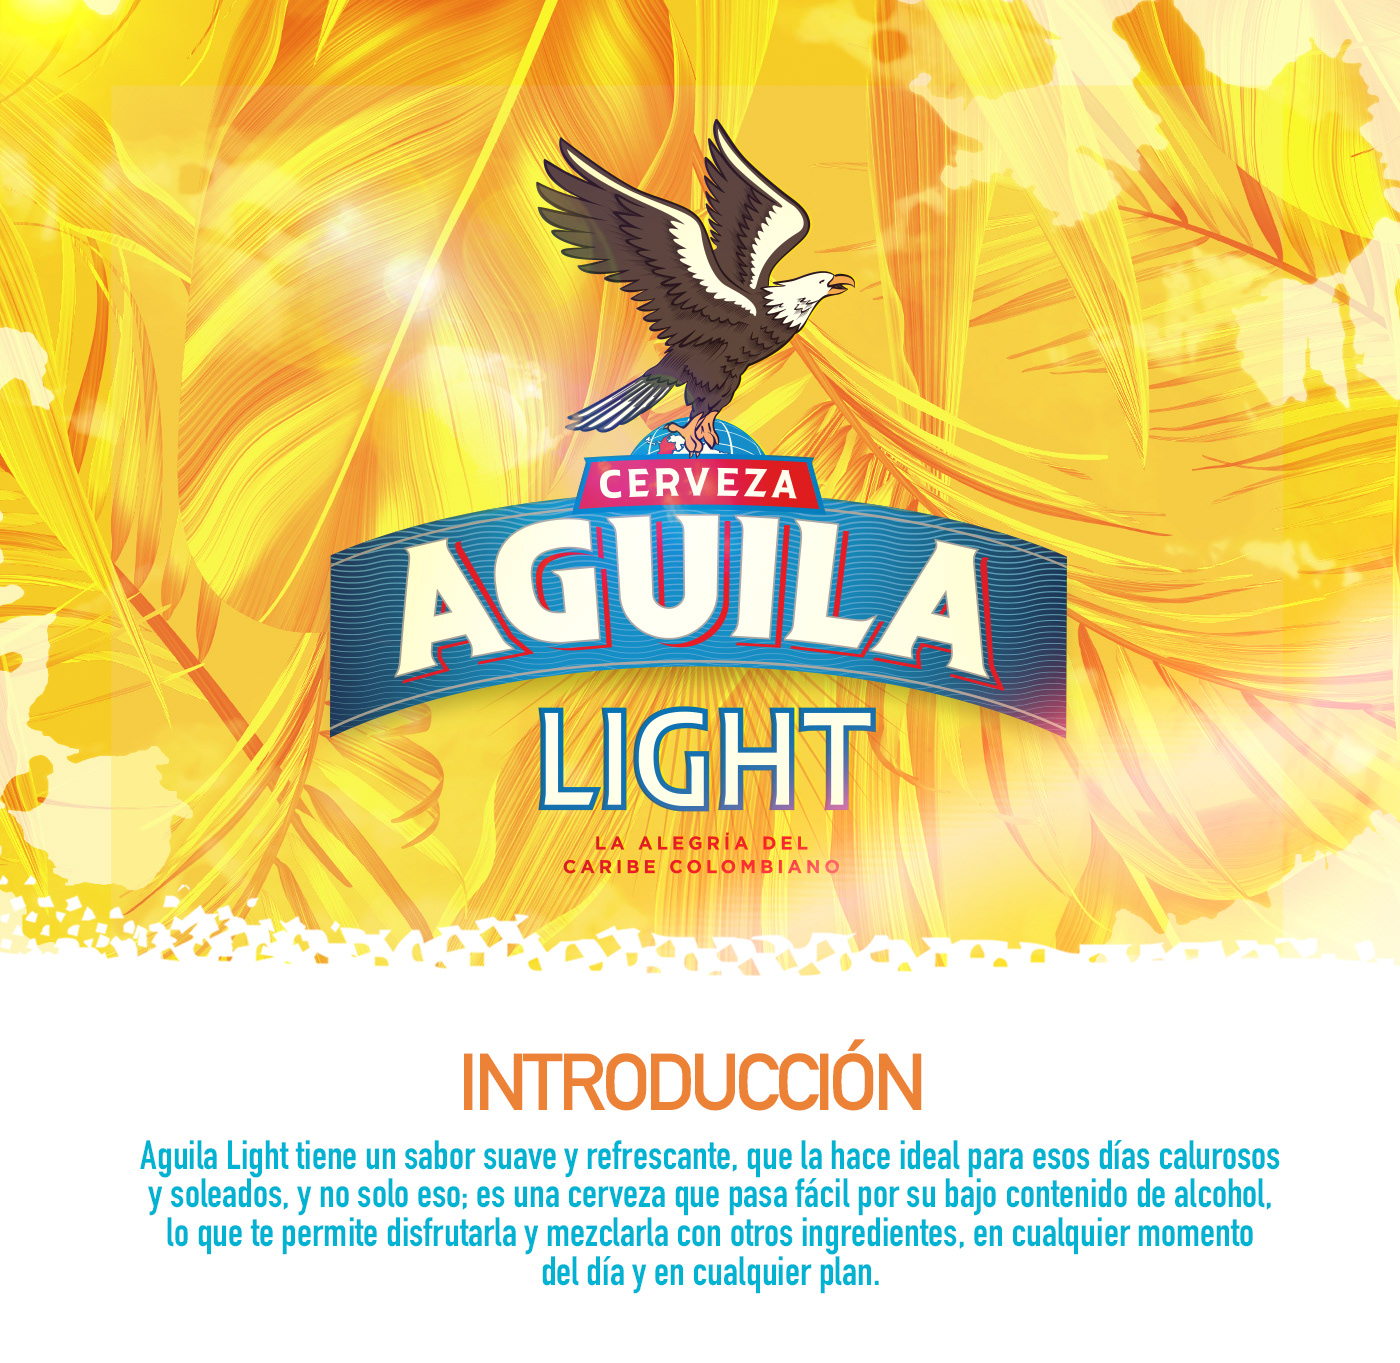 CERVEZA
AGUILA
LIGHT
LA ALEGRÍA DEL
CARIBE COLOMBIANO
INTRODUCCIÓN
Aguila Light tiene un sabor suave y refrescante, que la hace ideal para esos días calurosos
y soleados, y no solo eso; es una cerveza que pasa fácil por su bajo contenido de alcohol,
lo que te permite disfrutarla y mezclarla con otros ingredientes, en cualquier momento
del día y en cualquier plan.